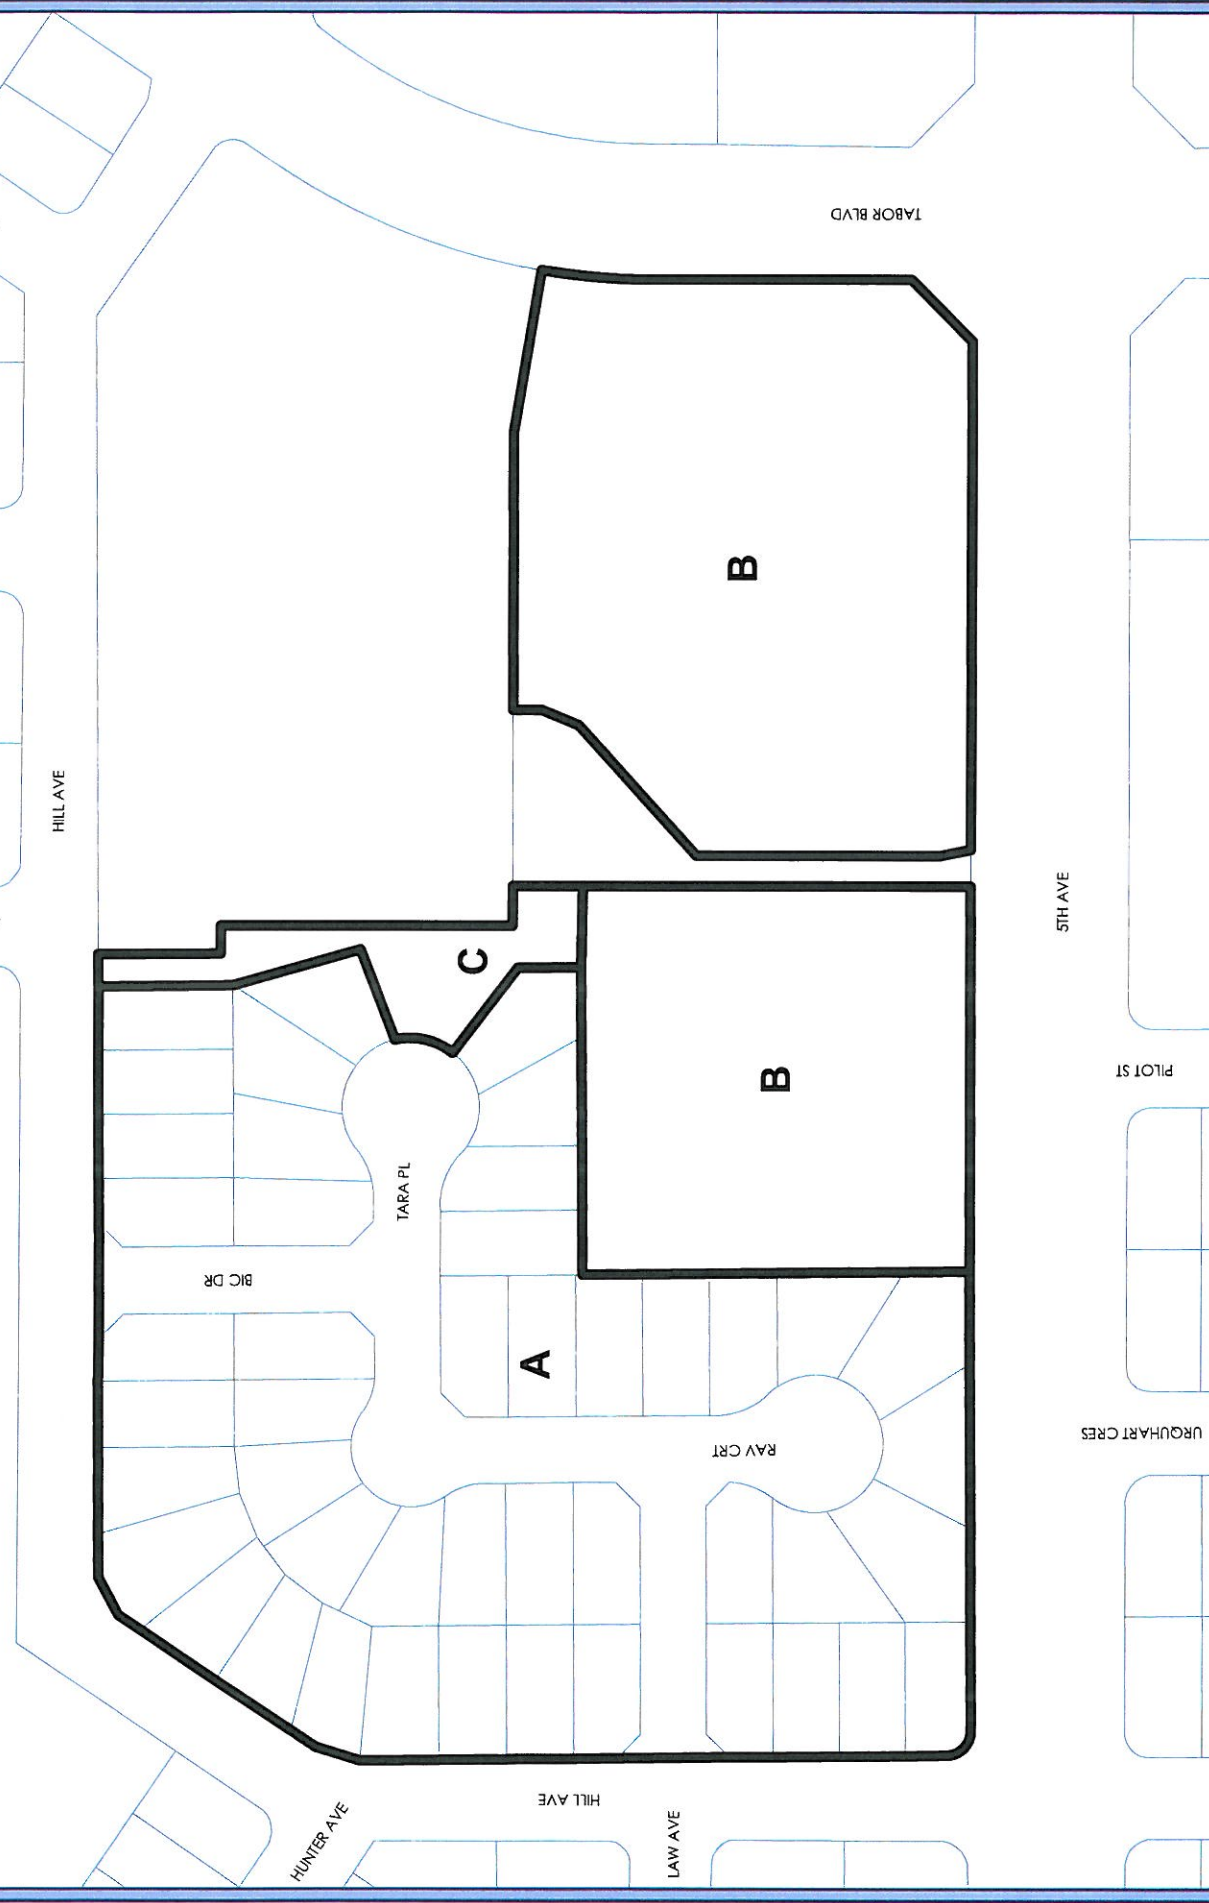 TABOR BLVD
HILL AVE
B
5TH AVE
C
PILOT ST
B
TARA PL
BIC DR
A
URQUHART CRES
RAV CRT
HILL AVE
HUNTER AVE
LAW AVE